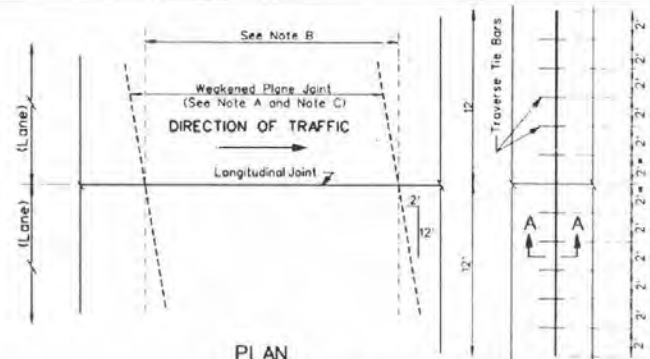 See Note B
Weakened Plane Joint
(See Note A and Note C)
DIRECTION OF TRAFFIC
Longitudinal Joint
2'
12'
PLAN
(Lane)
(Lane)
12'
12'
Traverse Tie Bars
A A
2'
2'
2'
2'
2'
2' =
2' =
2'
2'
2'
2'
2'